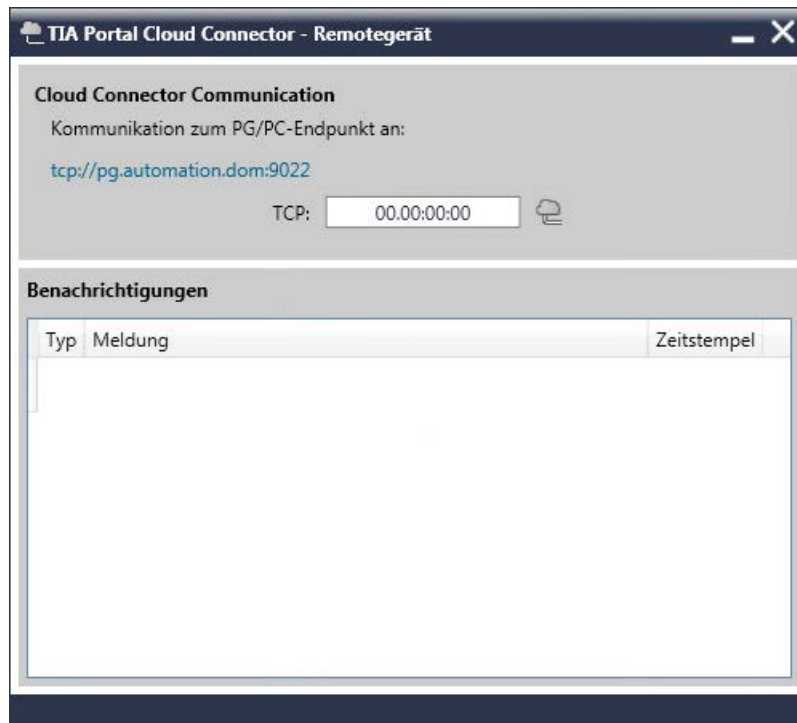 TIA Portal Cloud Connector - Remotegerät
Cloud Connector Communication
Kommunikation zum PG/PC-Endpunkt an:
tcp://pg.automation.dom:9022
TCP: 00.00:00:00
Benachrichtigungen
Typ Meldung Zeitstempel